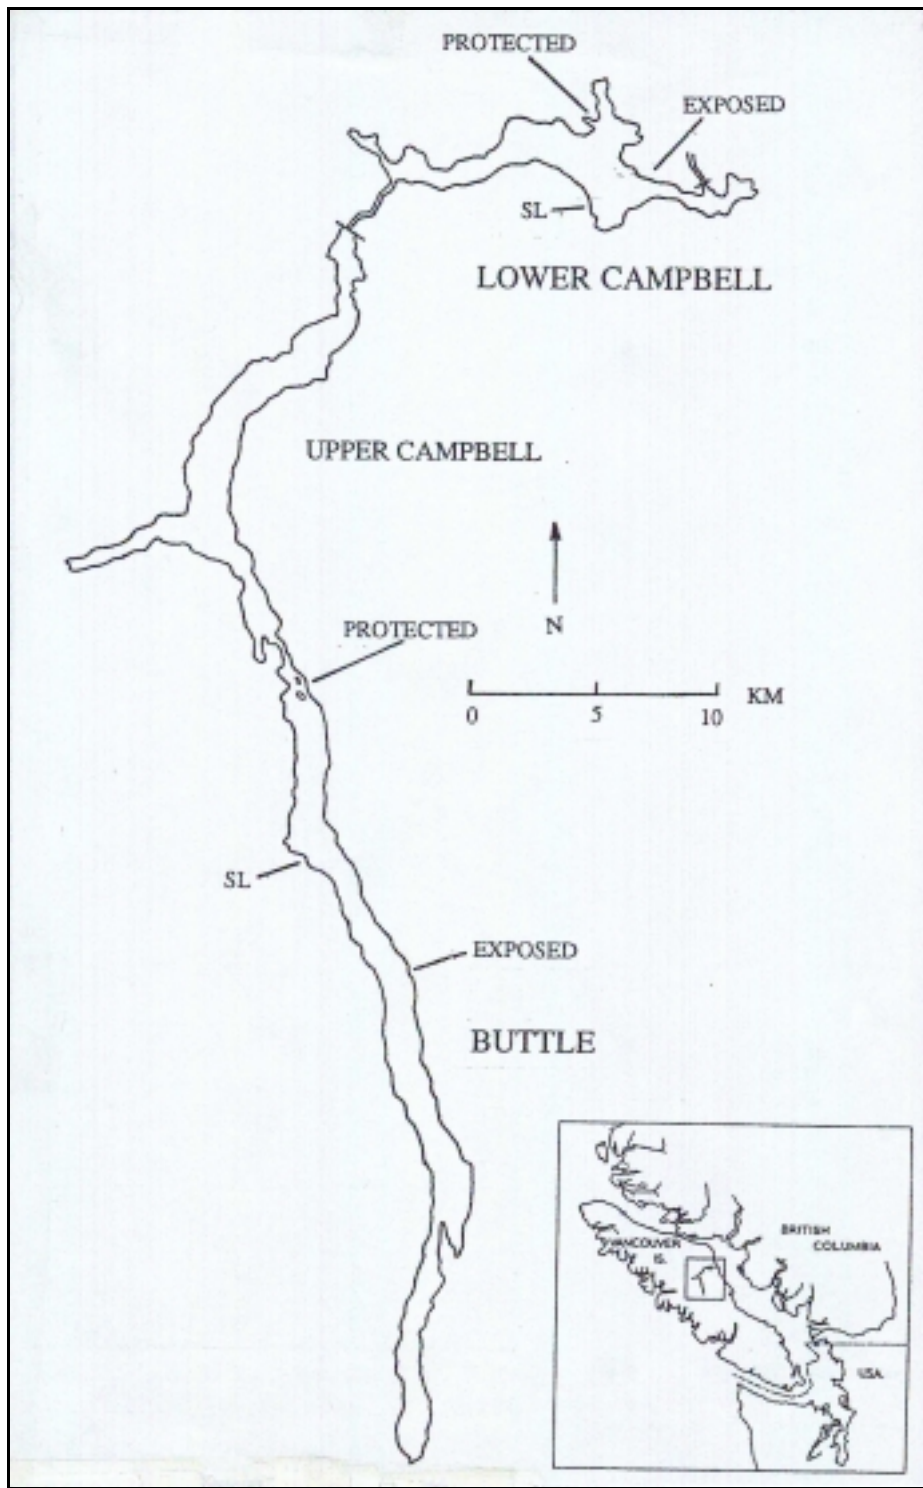 PROTECTED
EXPOSED
SL
LOWER CAMPBELL
UPPER CAMPBELL
N
PROTECTED
KM
0 5 10
SL
EXPOSED
BUTTLE
BRITISH
COLUMBIA
VANCOUVER
IS.
USA